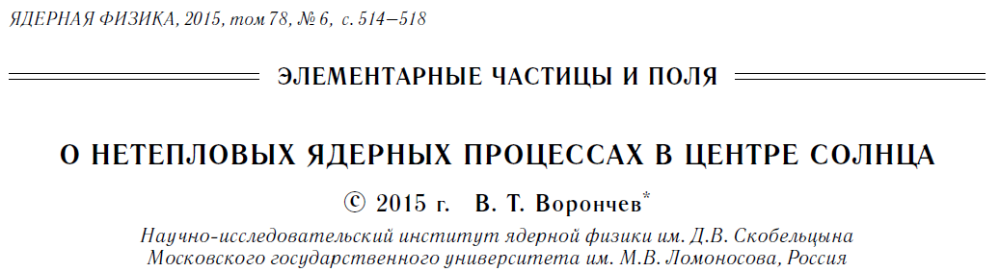 ЯДЕРНАЯ ФИЗИКА, 2015, том 78, № 6, с. 514–518
ЭЛЕМЕНТАРНЫЕ ЧАСТИЦЫ И ПОЛЯ
О НЕТЕПЛОВЫХ ЯДЕРНЫХ ПРОЦЕССАХ В ЦЕНТРЕ СОЛНЦА
© 2015 г. В. Т. Ворончев*
Научно-исследовательский институт ядерной физики им. Д.В. Скобельцына
Московского государственного университета им. М.В. Ломоносова, Россия